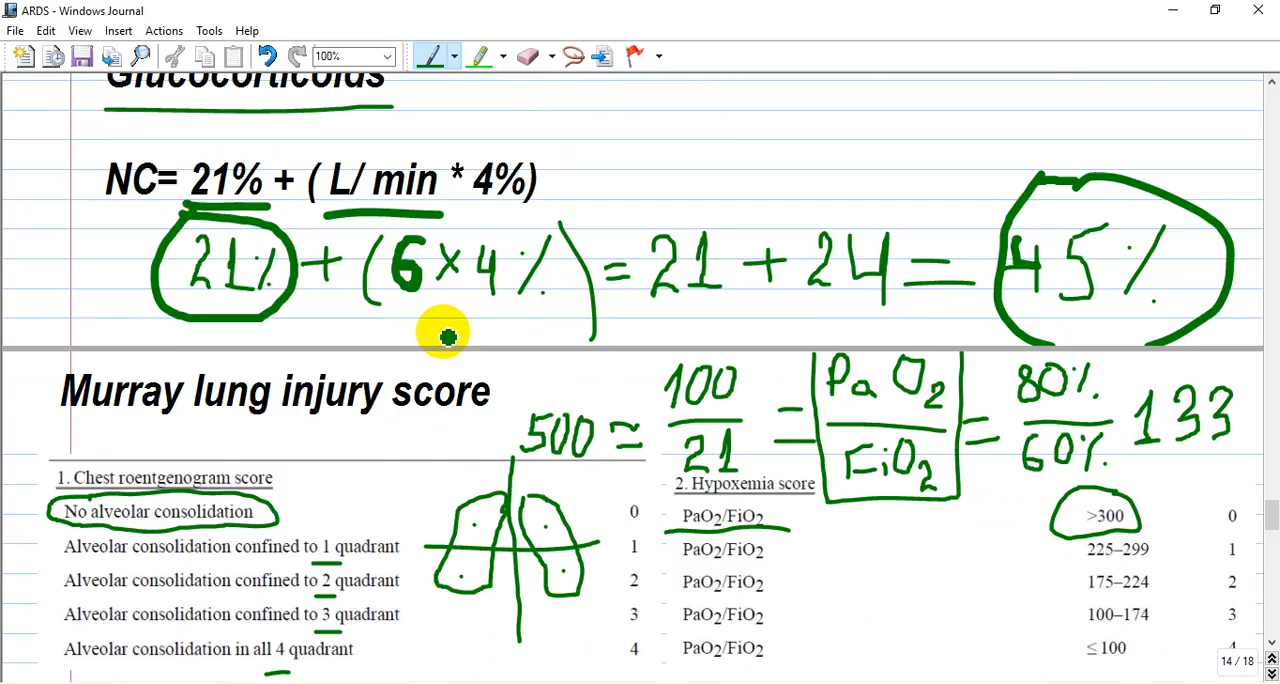 ARDS - Windows Journal
File Edit View Insert Actions Tools Help
100%
Glucocorticoids
NC= 21% + ( L/ min * 4%)
21% + (6 x 4 %) = 21 + 24 = 45 %
Murray lung injury score
500 = 100/21 = PaO2/FiO2 = 80%/60% 133
1. Chest roentgenogram score
No alveolar consolidation 0
Alveolar consolidation confined to 1 quadrant 1
Alveolar consolidation confined to 2 quadrant 2
Alveolar consolidation confined to 3 quadrant 3
Alveolar consolidation in all 4 quadrant 4
2. Hypoxemia score
PaO2/FiO2 >300 0
PaO2/FiO2 225–299 1
PaO2/FiO2 175–224 2
PaO2/FiO2 100–174 3
PaO2/FiO2 ≤100 4
14 / 18